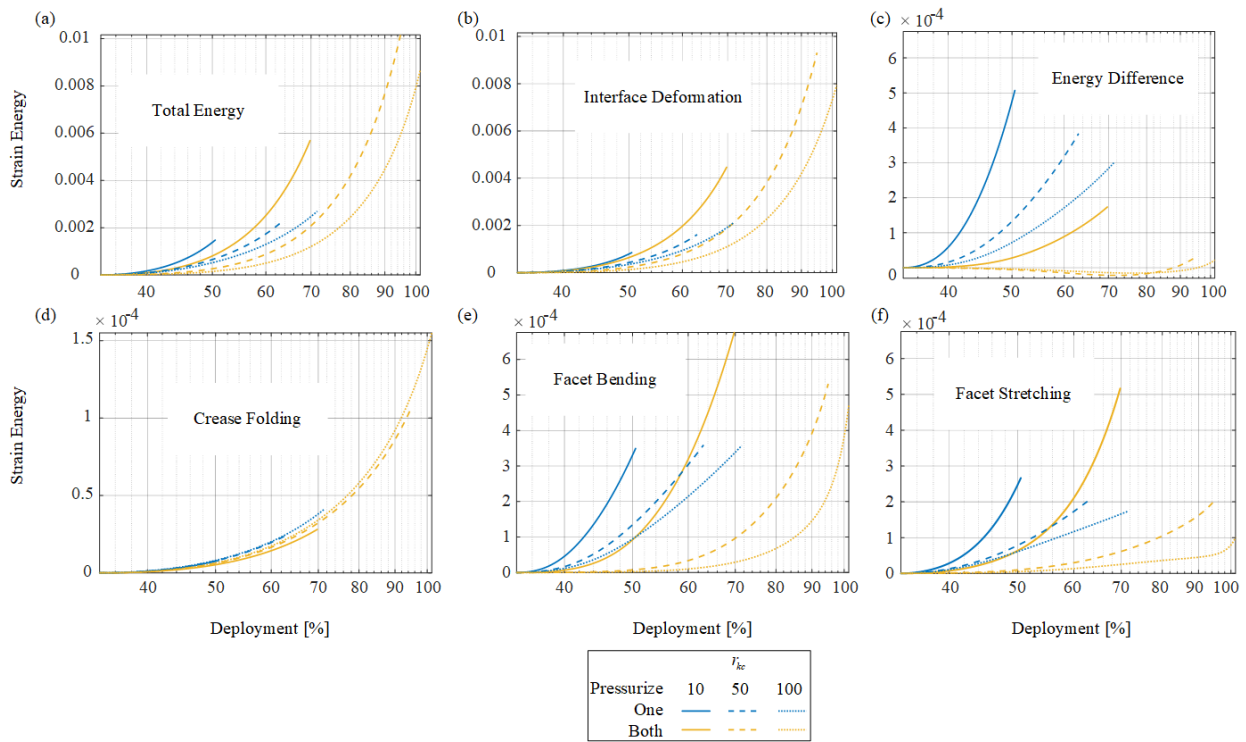 (a)
(b)
(c)
× 10⁻⁴
0.01
0.008
0.006
0.004
0.002
0
Total Energy
Strain Energy
40 50 60 70 80 90 100
0.01
0.008
0.006
0.004
0.002
0
Interface Deformation
40 50 60 70 80 90 100
6
5
4
3
2
1
0
Energy Difference
40 50 60 70 80 90 100
(d)
× 10⁻⁴
(e)
× 10⁻⁴
(f)
× 10⁻⁴
1.5
1
0.5
0
Crease Folding
Strain Energy
40 50 60 70 80 90 100
Deployment [%]
6
5
4
3
2
1
0
Facet Bending
40 50 60 70 80 90 100
Deployment [%]
6
5
4
3
2
1
0
Facet Stretching
40 50 60 70 80 90 100
Deployment [%]
r_kc
Pressurize 10 50 100
One
Both